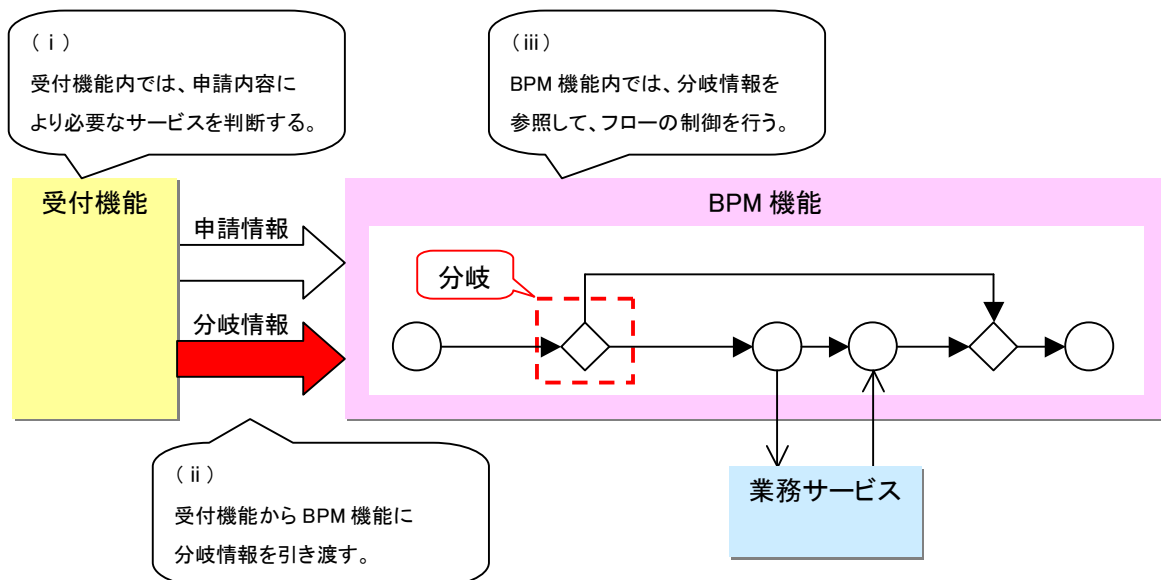 (ⅰ)
受付機能内では、申請内容に
より必要なサービスを判断する。
(ⅲ)
BPM 機能内では、分岐情報を
参照して、フローの制御を行う。
受付機能
BPM 機能
申請情報
分岐
分岐情報
(ⅱ)
受付機能から BPM 機能に
分岐情報を引き渡す。
業務サービス